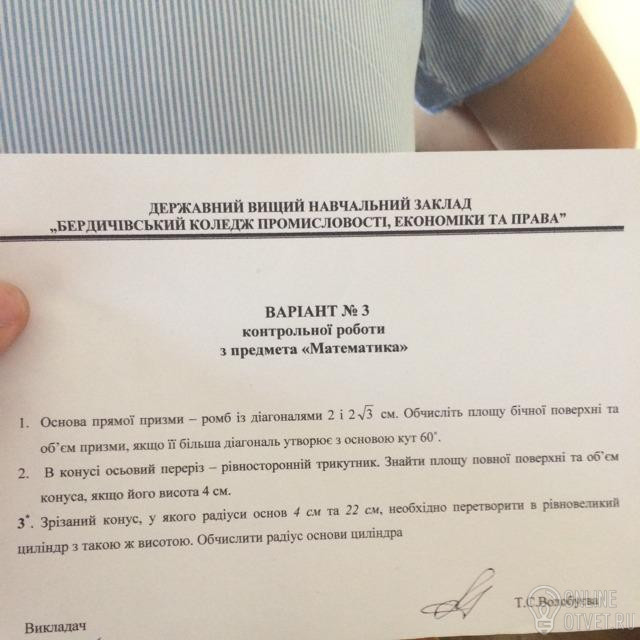 ДЕРЖАВНИЙ ВИЩИЙ НАВЧАЛЬНИЙ ЗАКЛАД
„БЕРДИЧІВСЬКИЙ КОЛЕДЖ ПРОМИСЛОВОСТІ, ЕКОНОМІКИ ТА ПРАВА”
ВАРІАНТ № 3
контрольної роботи
з предмета «Математика»
1. Основа прямої призми – ромб із діагоналями 2 і 2√3 см. Обчисліть площу бічної поверхні та
об’єм призми, якщо її більша діагональ утворює з основою кут 60°.
2. В конусі осьовий переріз – рівносторонній трикутник. Знайти площу повної поверхні та об’єм
конуса, якщо його висота 4 см.
3*. Зрізаний конус, у якого радіуси основ 4 см та 22 см, необхідно перетворити в рівновеликий
циліндр з такою ж висотою. Обчислити радіус основи циліндра
Т.С.Волобуєва
Викладач
ONLINE
OTVET.RU